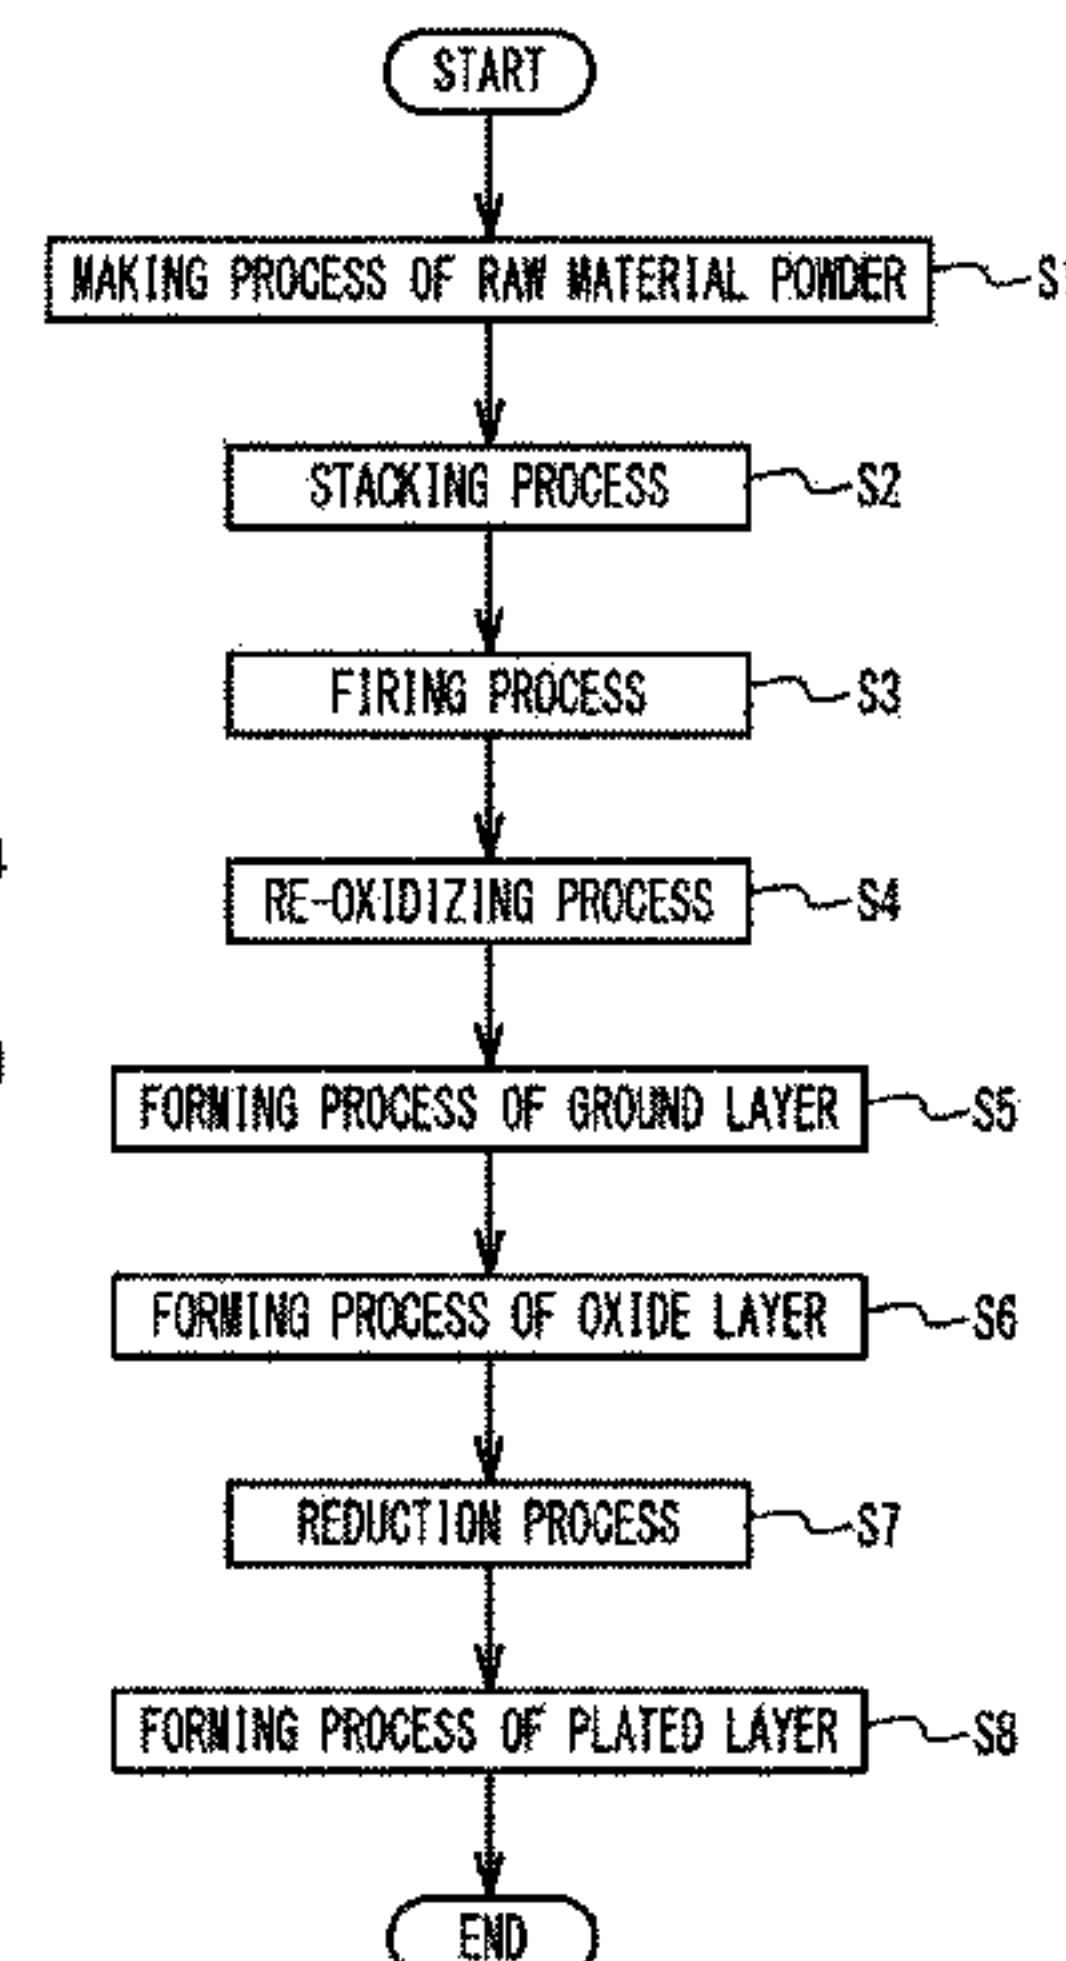 START
MAKING PROCESS OF RAW MATERIAL POWDER
S1
STACKING PROCESS
S2
FIRING PROCESS
S3
RE-OXIDIZING PROCESS
S4
FORMING PROCESS OF GROUND LAYER
S5
FORMING PROCESS OF OXIDE LAYER
S6
REDUCTION PROCESS
S7
FORMING PROCESS OF PLATED LAYER
S8
END